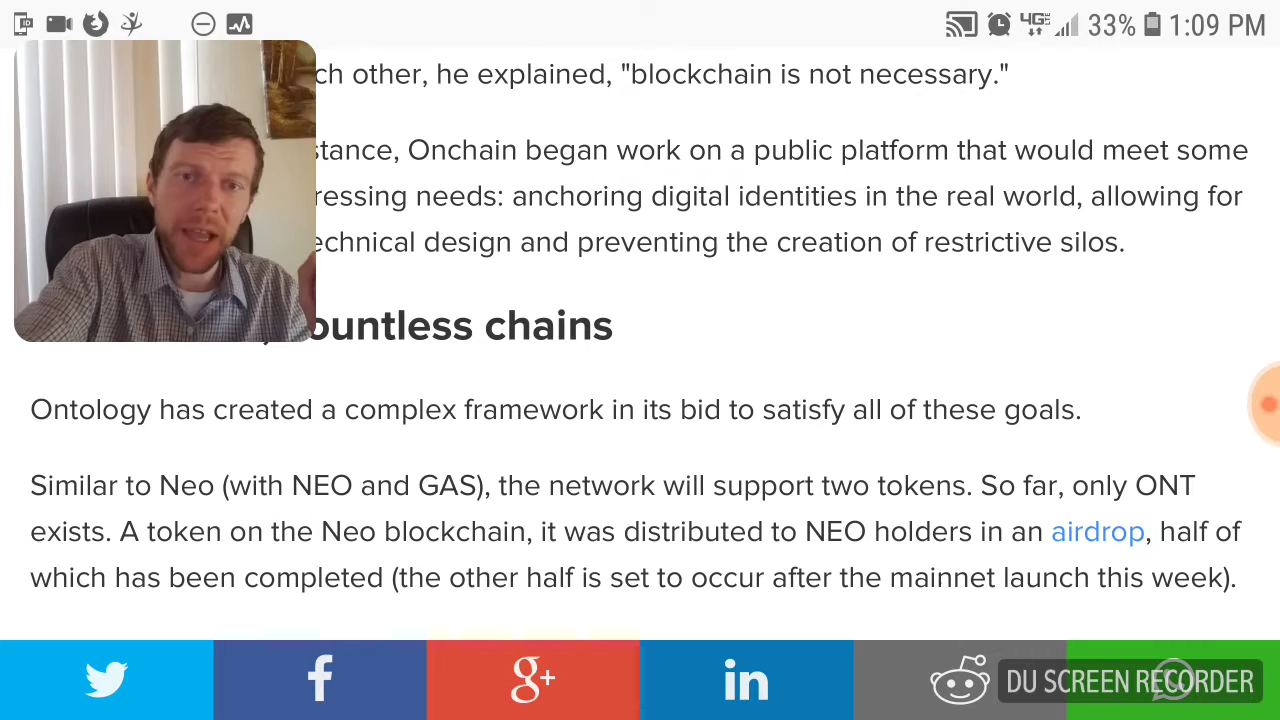 33% 1:09 PM
ch other, he explained, "blockchain is not necessary."
stance, Onchain began work on a public platform that would meet some
ressing needs: anchoring digital identities in the real world, allowing for
echnical design and preventing the creation of restrictive silos.
ountless chains
Ontology has created a complex framework in its bid to satisfy all of these goals.
Similar to Neo (with NEO and GAS), the network will support two tokens. So far, only ONT
exists. A token on the Neo blockchain, it was distributed to NEO holders in an airdrop, half of
which has been completed (the other half is set to occur after the mainnet launch this week).
DU SCREEN RECORDER